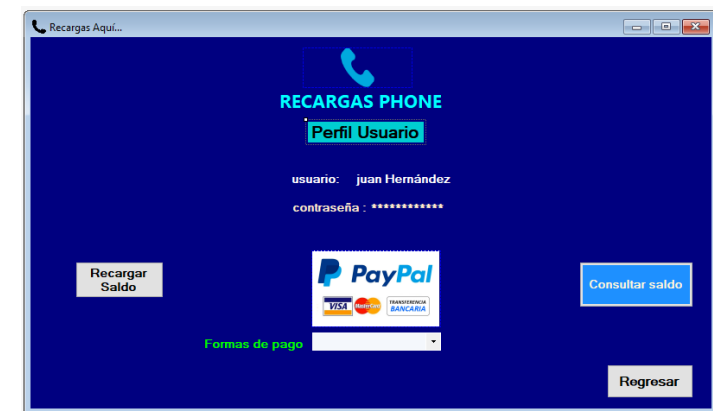 Recargas Aquí...
RECARGAS PHONE
Perfil Usuario
usuario: juan Hernández
contraseña : ************
Recargar
Saldo
PayPal
VISA MasterCard TRANSFERENCIA
BANCARIA
Consultar saldo
Formas de pago
Regresar